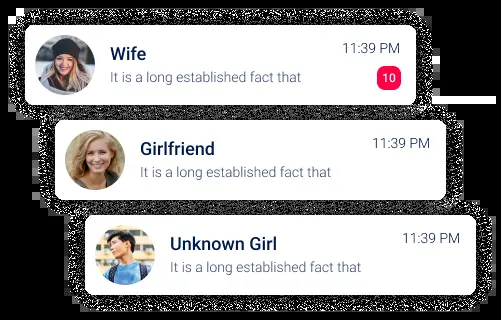 Wife
11:39 PM
It is a long established fact that
10
Girlfriend
11:39 PM
It is a long established fact that
Unknown Girl
11:39 PM
It is a long established fact that